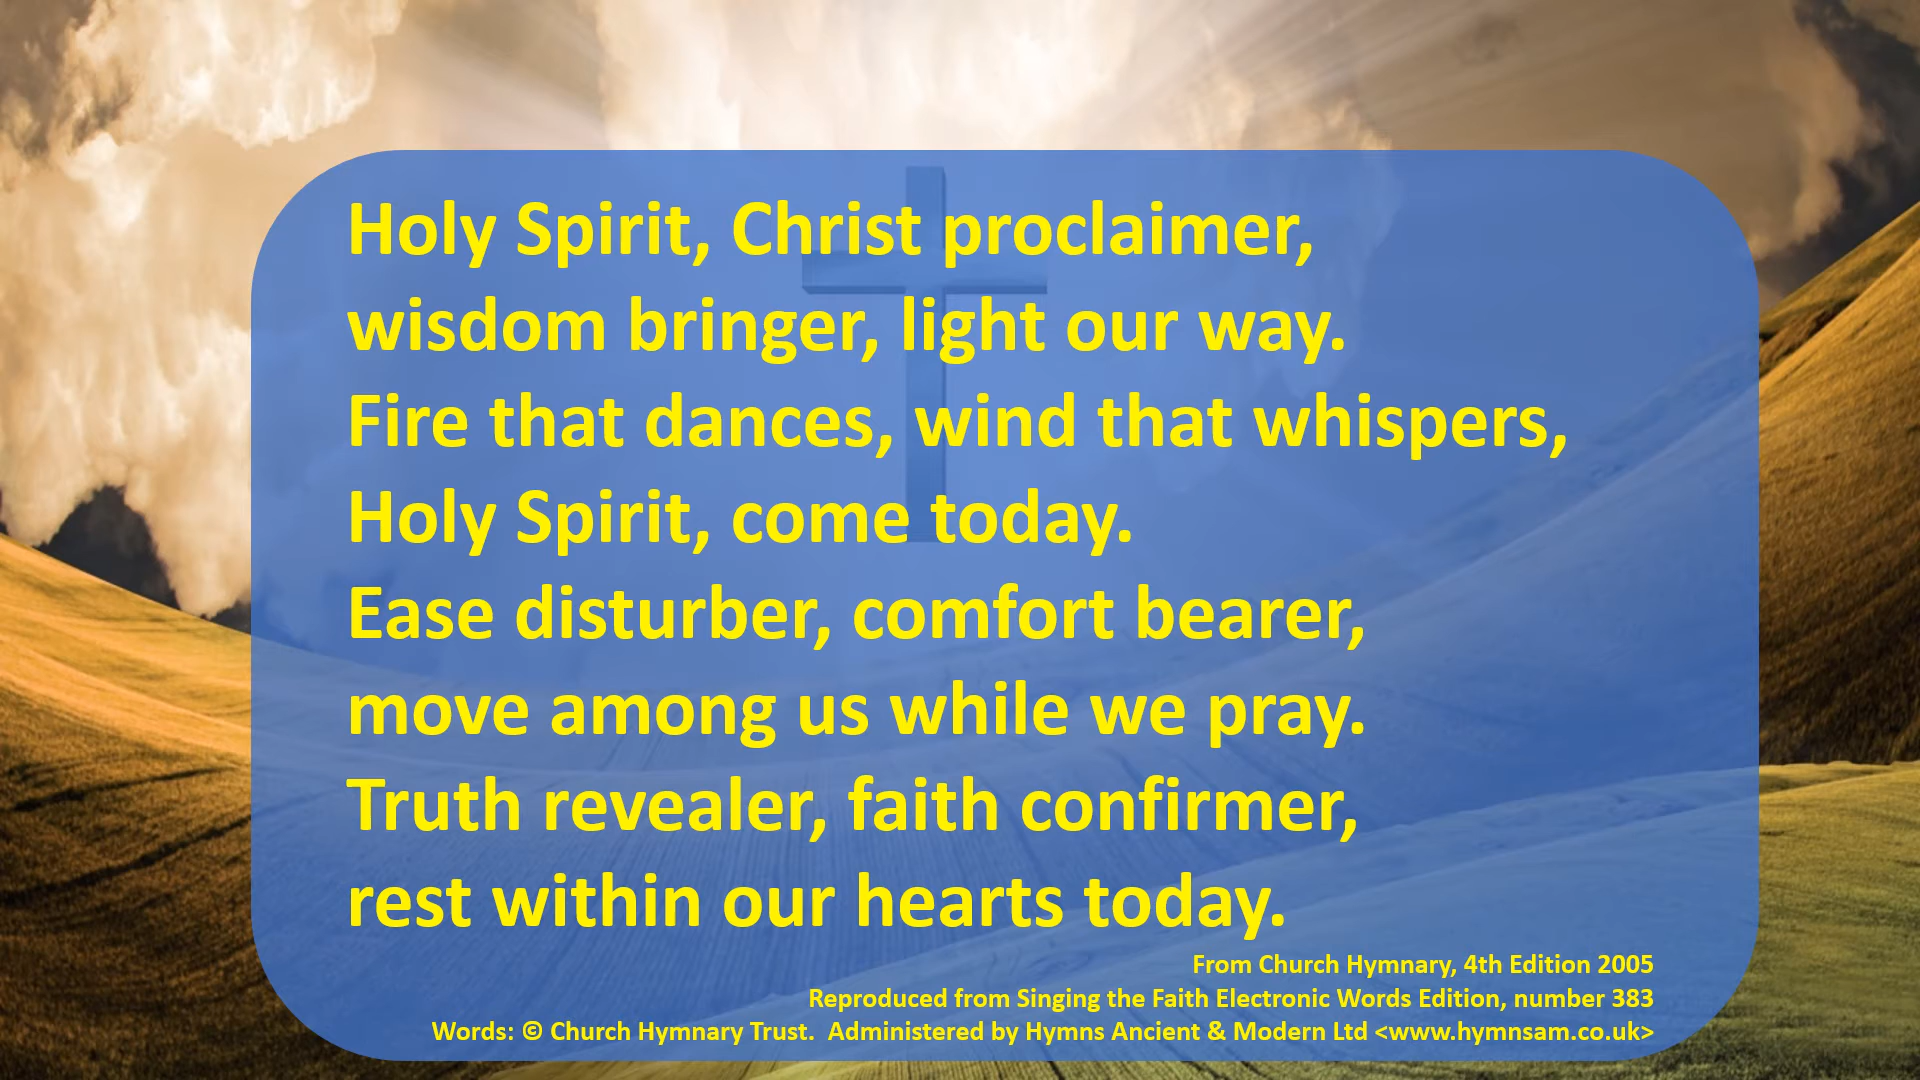 Holy Spirit, Christ proclaimer,
wisdom bringer, light our way.
Fire that dances, wind that whispers,
Holy Spirit, come today.
Ease disturber, comfort bearer,
move among us while we pray.
Truth revealer, faith confirmer,
rest within our hearts today.
From Church Hymnary, 4th Edition 2005
Reproduced from Singing the Faith Electronic Words Edition, number 383
Words: © Church Hymnary Trust.  Administered by Hymns Ancient & Modern Ltd <www.hymnsam.co.uk>